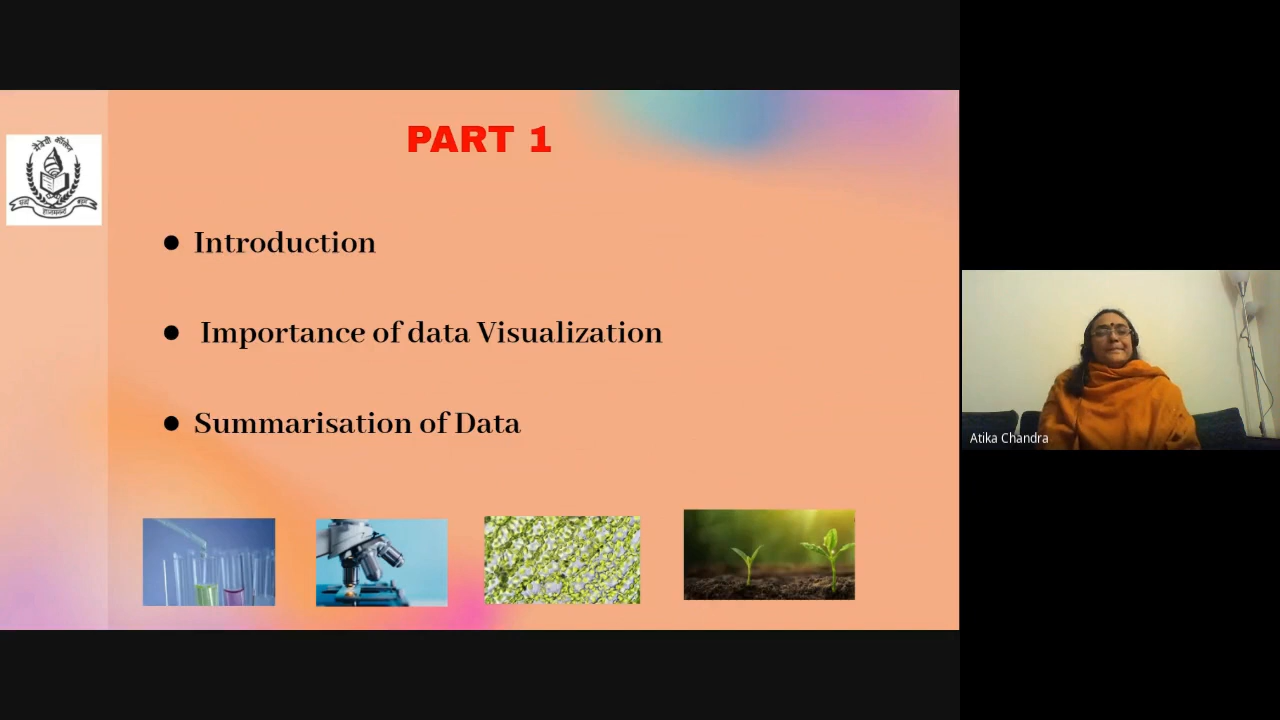 PART 1
● Introduction
● Importance of data Visualization
● Summarisation of Data
Atika Chandra